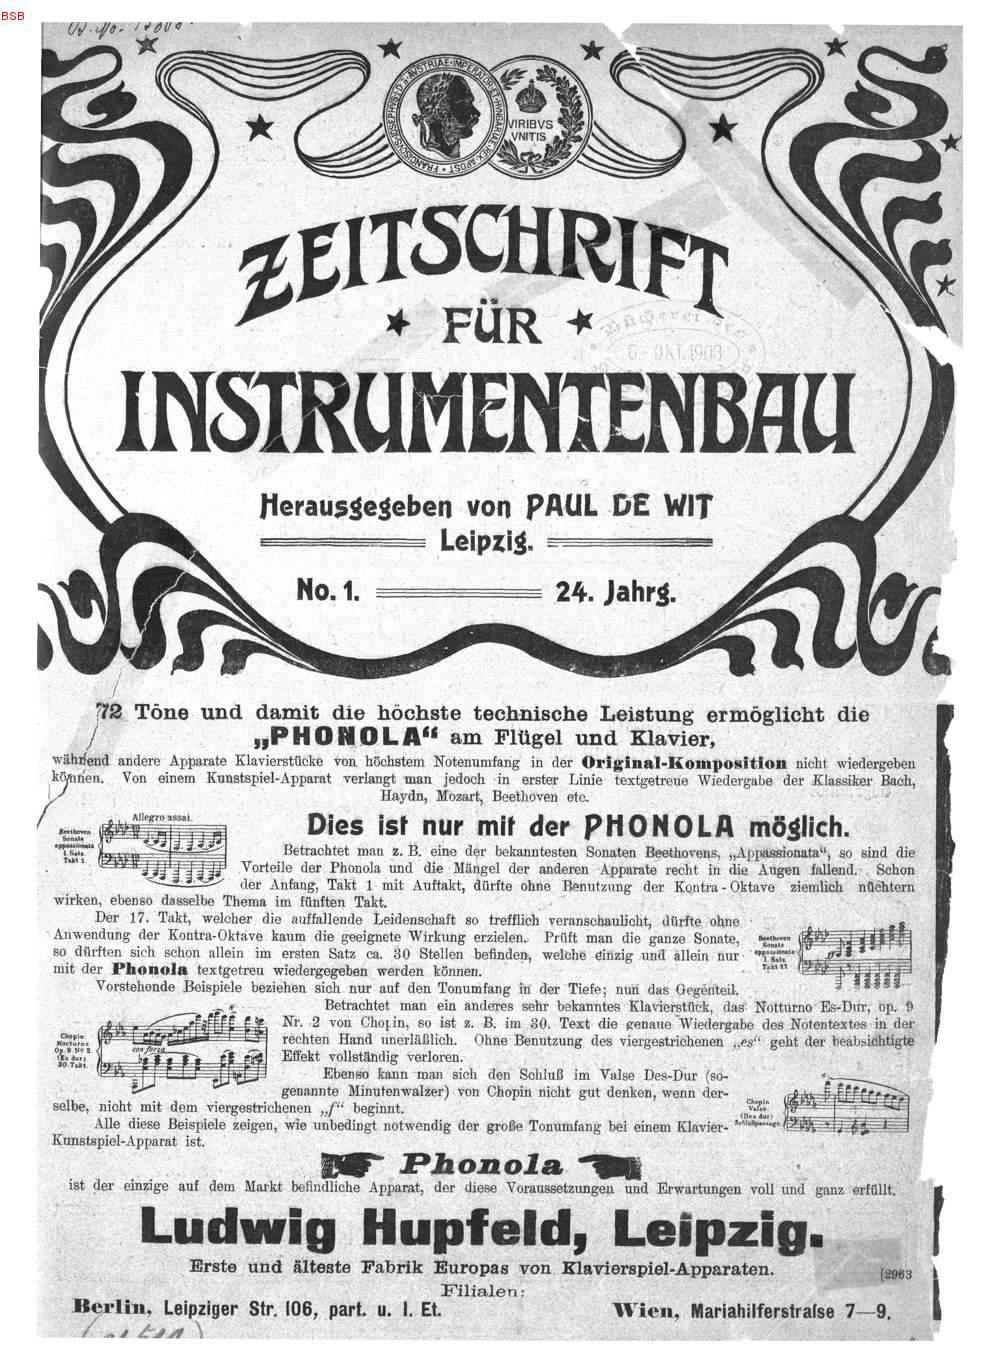 BSB
FRANCISCVS·IOSEPHVS·I·D·G·AVSTRIAE·IMPERATOR·ET·HVNGARIAE·REX·APOST
VIRIBVS
VNITIS
ZEITSCHRIFT
FÜR
INSTRUMENTENBAU
Bücherei des
6- OKT. 1903
Herausgegeben von PAUL DE WIT
Leipzig.
No. 1. 24. Jahrg.
72 Töne und damit die höchste technische Leistung ermöglicht die
„PHONOLA“ am Flügel und Klavier,
während andere Apparate Klavierstücke von höchstem Notenumfang in der Original-Komposition nicht wiedergeben
können. Von einem Kunstspiel-Apparat verlangt man jedoch in erster Linie textgetreue Wiedergabe der Klassiker Bach,
Haydn, Mozart, Beethoven etc.
Allegro assai.
Beethoven
Sonate
appassionata
I. Satz.
Takt 1
Dies ist nur mit der PHONOLA möglich.
Betrachtet man z. B. eine der bekanntesten Sonaten Beethovens, „Appassionata“, so sind die
Vorteile der Phonola und die Mängel der anderen Apparate recht in die Augen fallend. Schon
der Anfang, Takt 1 mit Auftakt, dürfte ohne Benutzung der Kontra-Oktave ziemlich nüchtern
wirken, ebenso dasselbe Thema im fünften Takt.
Der 17. Takt, welcher die auffallende Leidenschaft so trefflich veranschaulicht, dürfte ohne
Anwendung der Kontra-Oktave kaum die geeignete Wirkung erzielen. Prüft man die ganze Sonate,
so dürften sich schon allein im ersten Satz ca. 30 Stellen befinden, welche einzig und allein nur
mit der Phonola textgetreu wiedergegeben werden können.
Beethoven
Sonate
appassionata
I. Satz.
Takt 17
Vorstehende Beispiele beziehen sich nur auf den Tonumfang in der Tiefe; nun das Gegenteil.
Betrachtet man ein anderes sehr bekanntes Klavierstück, das Notturno Es-Dur, op. 9
Nr. 2 von Chopin, so ist z. B. im 30. Text die genaue Wiedergabe des Notentextes in der
rechten Hand unerläßlich. Ohne Benutzung des viergestrichenen „es“ geht der beabsichtigte
Effekt vollständig verloren.
Chopin
Nocturne
Op. 9 No 2.
(Es dur)
30. Takt.
con forza
Ebenso kann man sich den Schluß im Valse Des-Dur (so-
genannte Minutenwalzer) von Chopin nicht gut denken, wenn der-
selbe, nicht mit dem viergestrichenen „f“ beginnt.
Chopin
Valse.
(Des dur)
Schlußpassage.
Alle diese Beispiele zeigen, wie unbedingt notwendig der große Tonumfang bei einem Klavier-
Kunstspiel-Apparat ist.
Phonola
ist der einzige auf dem Markt befindliche Apparat, der diese Voraussetzungen und Erwartungen voll und ganz erfüllt.
Ludwig Hupfeld, Leipzig.
Erste und älteste Fabrik Europas von Klavierspiel-Apparaten.
[2963
Filialen:
Berlin, Leipziger Str. 106, part. u. I. Et. Wien, Mariahilferstraße 7—9.